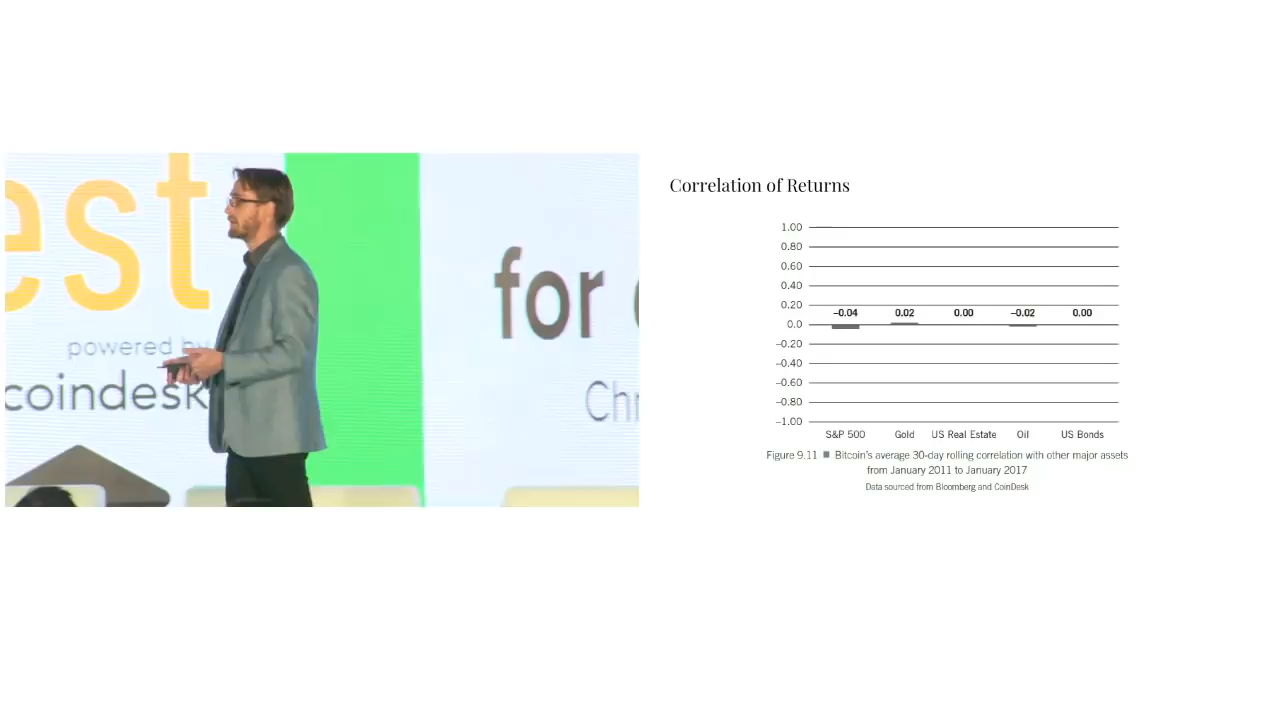 est
powered by
coindesk
for
Chr
Correlation of Returns
1.00
0.80
0.60
0.40
0.20
0.0
–0.20
–0.40
–0.60
–0.80
–1.00
–0.04 0.02 0.00 –0.02 0.00
S&P 500 Gold US Real Estate Oil US Bonds
Figure 9.11 ■ Bitcoin's average 30-day rolling correlation with other major assets
from January 2011 to January 2017
Data sourced from Bloomberg and CoinDesk